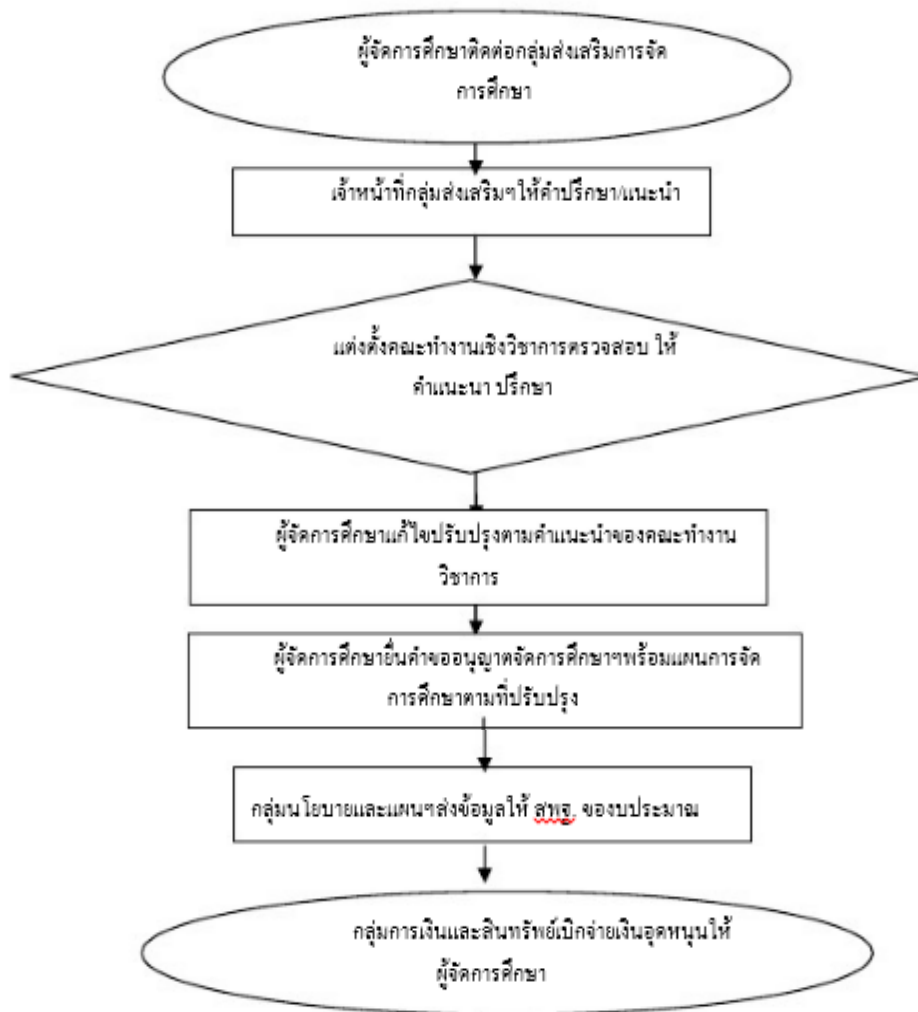 ผู้จัดการศึกษาติดต่อกลุ่มส่งเสริมการจัด
การศึกษา
เจ้าหน้าที่กลุ่มส่งเสริมฯให้คำปรึกษา/แนะนำ
แต่งตั้งคณะทำงานเชิงวิชาการตรวจสอบ ให้
คำแนะนา ปรึกษา
ผู้จัดการศึกษาแก้ไขปรับปรุงตามคำแนะนำของคณะทำงาน
วิชาการ
ผู้จัดการศึกษายื่นคำขออนุญาตจัดการศึกษาฯพร้อมแผนการจัด
การศึกษาตามที่ปรับปรุง
กลุ่มนโยบายและแผนฯส่งข้อมูลให้ สพฐ. ของบประมาณ
กลุ่มการเงินและสินทรัพย์เบิกจ่ายเงินอุดหนุนให้
ผู้จัดการศึกษา